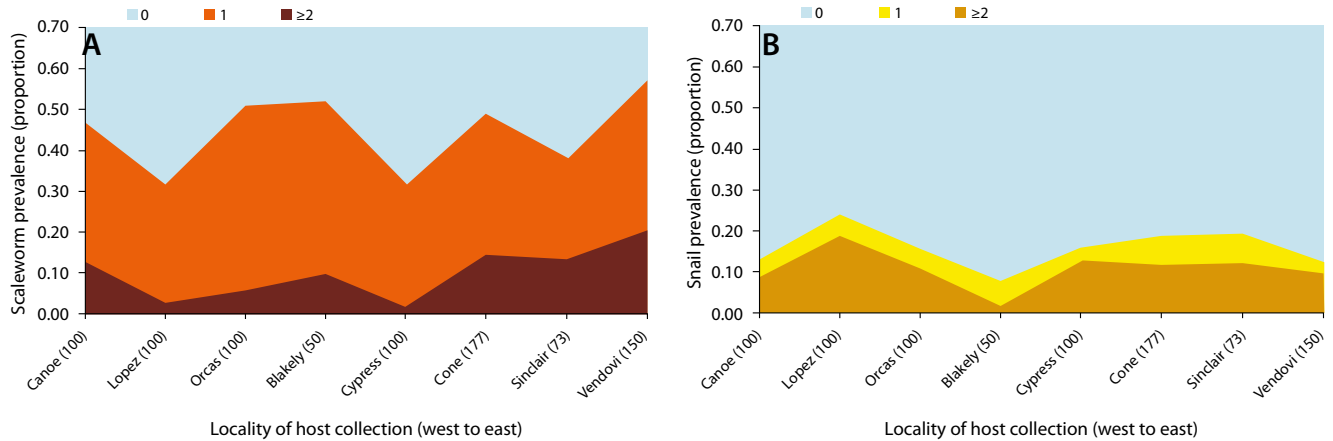 0 1 ≥2
A
Scaleworm prevalence (proportion)
0.70
0.60
0.50
0.40
0.30
0.20
0.10
0.00
Canoe (100)
Lopez (100)
Orcas (100)
Blakely (50)
Cypress (100)
Cone (177)
Sinclair (73)
Vendovi (150)
Locality of host collection (west to east)
0 1 ≥2
B
Snail prevalence (proportion)
0.70
0.60
0.50
0.40
0.30
0.20
0.10
0.00
Canoe (100)
Lopez (100)
Orcas (100)
Blakely (50)
Cypress (100)
Cone (177)
Sinclair (73)
Vendovi (150)
Locality of host collection (west to east)